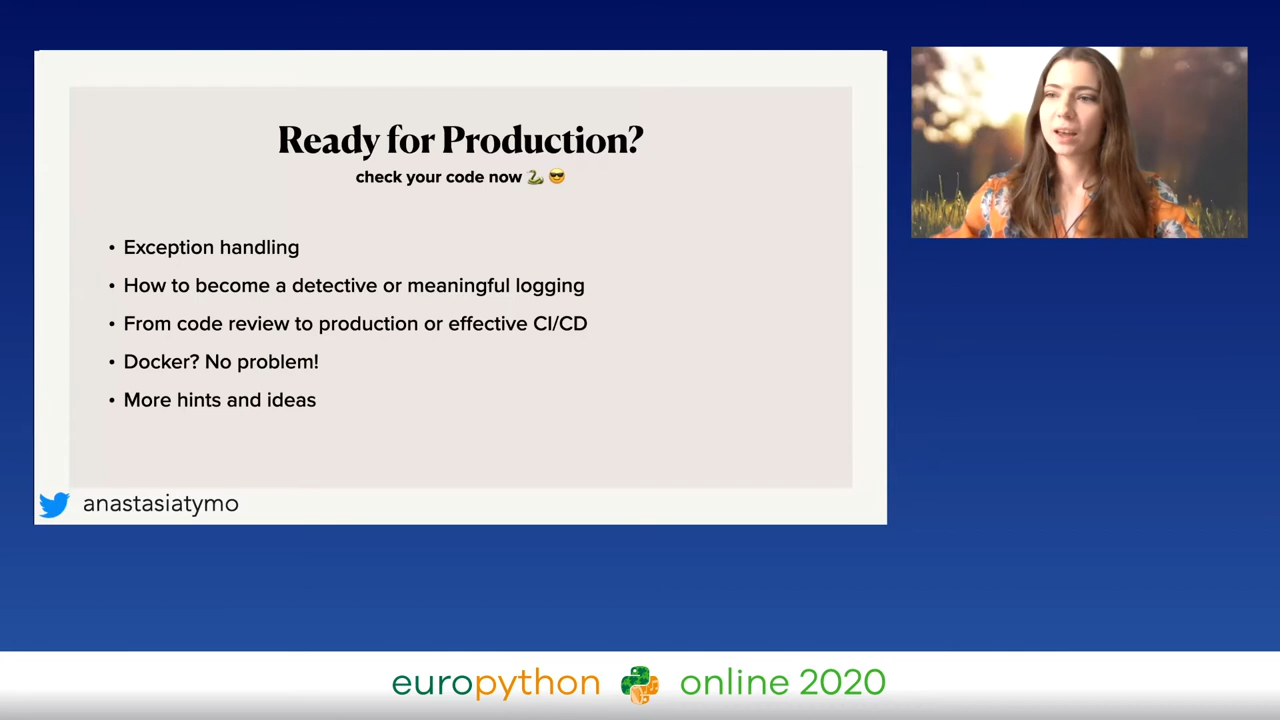 Ready for Production?
check your code now 🐍 😎
• Exception handling
• How to become a detective or meaningful logging
• From code review to production or effective CI/CD
• Docker? No problem!
• More hints and ideas
anastasiatymo
europython online 2020